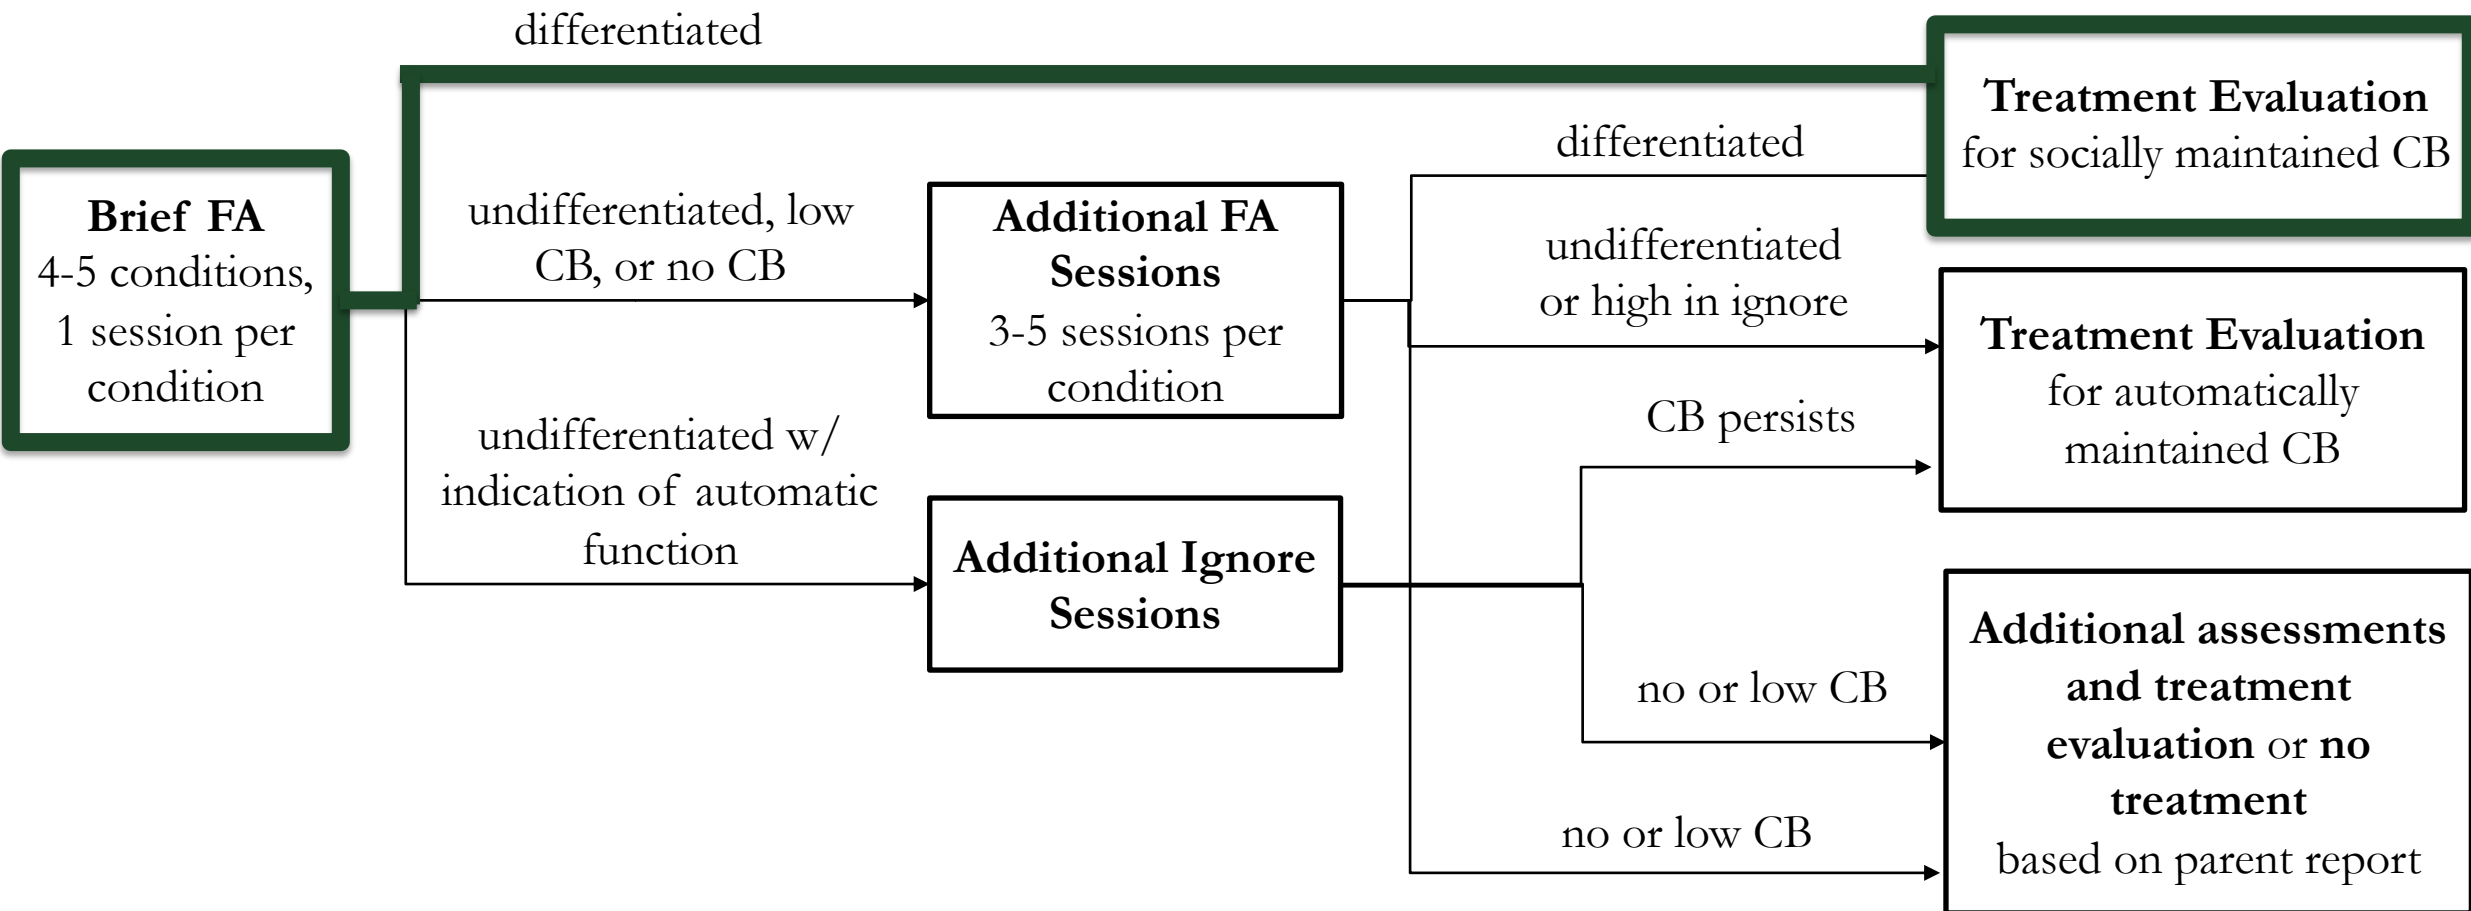 differentiated
Brief FA
4-5 conditions,
1 session per
condition
undifferentiated, low
CB, or no CB
undifferentiated w/
indication of automatic
function
Additional FA
Sessions
3-5 sessions per
condition
Additional Ignore
Sessions
differentiated
undifferentiated
or high in ignore
CB persists
no or low CB
no or low CB
Treatment Evaluation
for socially maintained CB
Treatment Evaluation
for automatically
maintained CB
Additional assessments
and treatment
evaluation or no
treatment
based on parent report